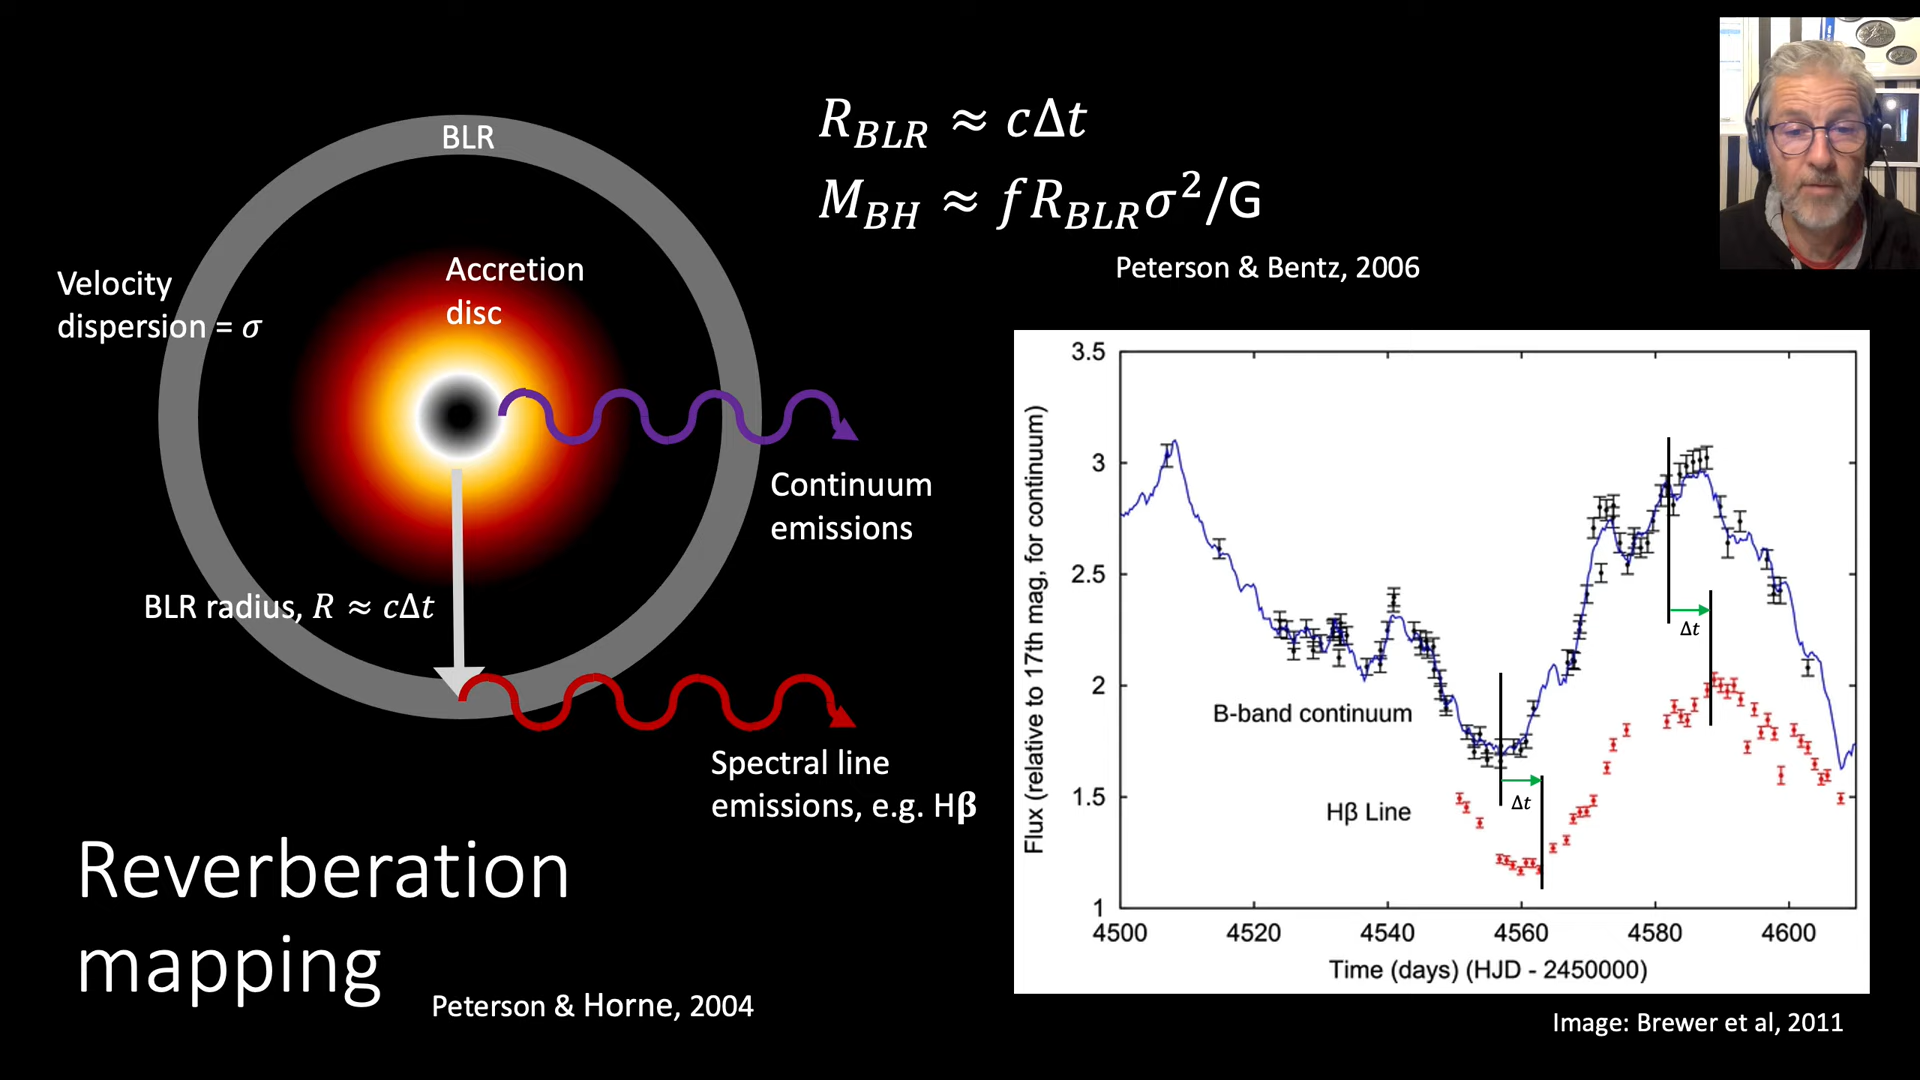 BLR
Velocity
dispersion = σ
Accretion
disc
Continuum
emissions
BLR radius, R ≈ cΔt
Spectral line
emissions, e.g. Hβ
Reverberation
mapping
Peterson & Horne, 2004
R_BLR ≈ cΔt
M_BH ≈ fR_BLRσ²/G
Peterson & Bentz, 2006
Flux (relative to 17th mag, for continuum)
3.5
3
2.5
2
1.5
1
Δt
B-band continuum
Δt
Hβ Line
4500 4520 4540 4560 4580 4600
Time (days) (HJD - 2450000)
Image: Brewer et al, 2011